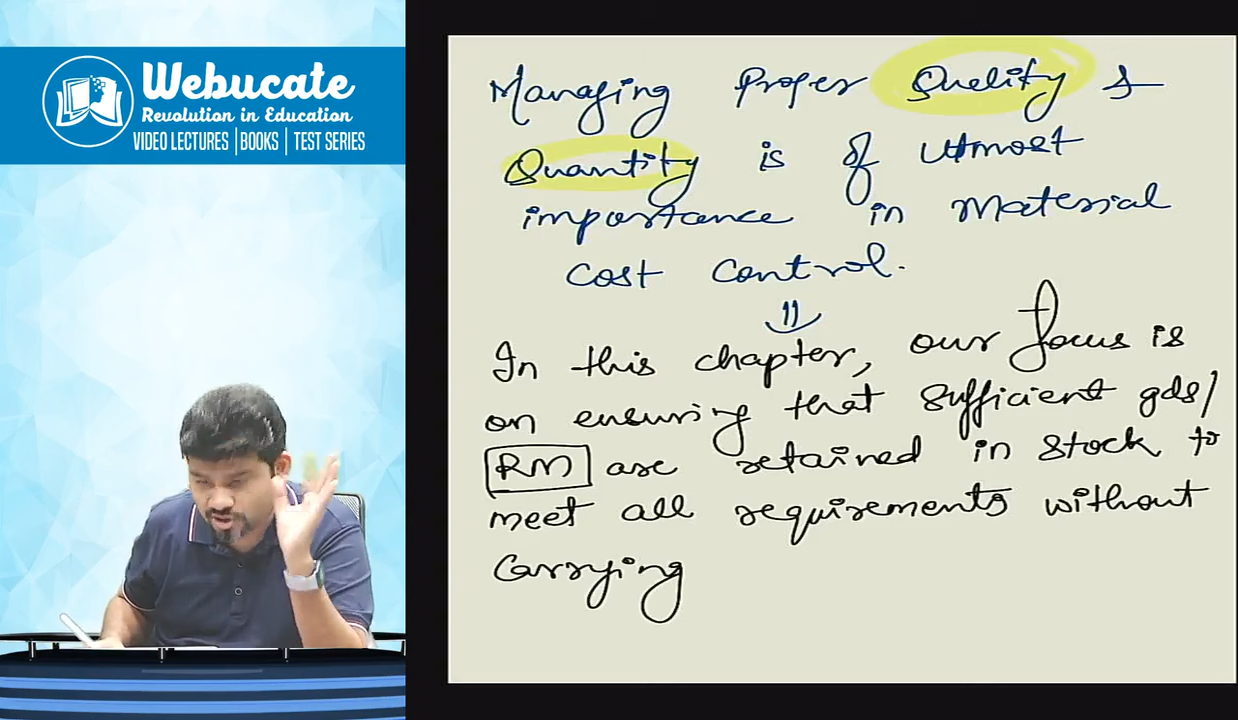 Webucate
Revolution in Education
VIDEO LECTURES | BOOKS | TEST SERIES
Managing Proper Quality &
Quantity is of Utmost
importance in Material
Cost Control.
In this chapter, our focus is
on ensuring that sufficient gds/
RM are retained in stock to
meet all requirements without
Carrying